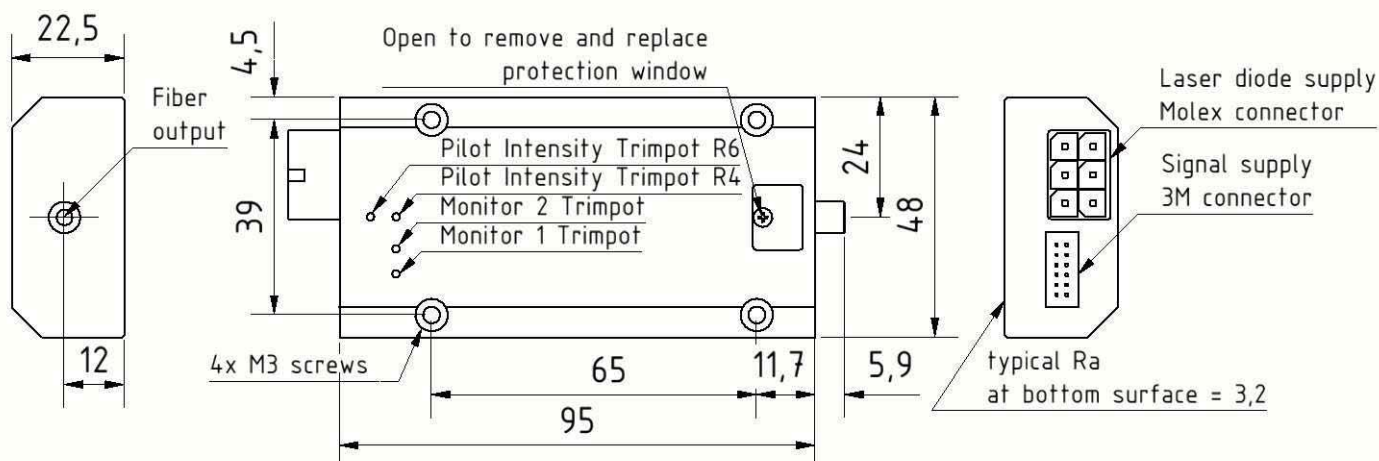 22,5
4,5
Open to remove and replace
protection window
Fiber
output
Laser diode supply
Molex connector
Pilot Intensity Trimpot R6
Pilot Intensity Trimpot R4
Monitor 2 Trimpot
Monitor 1 Trimpot
Signal supply
3M connector
39
24
48
12
4x M3 screws
65
11,7
5,9
95
typical Ra
at bottom surface = 3,2